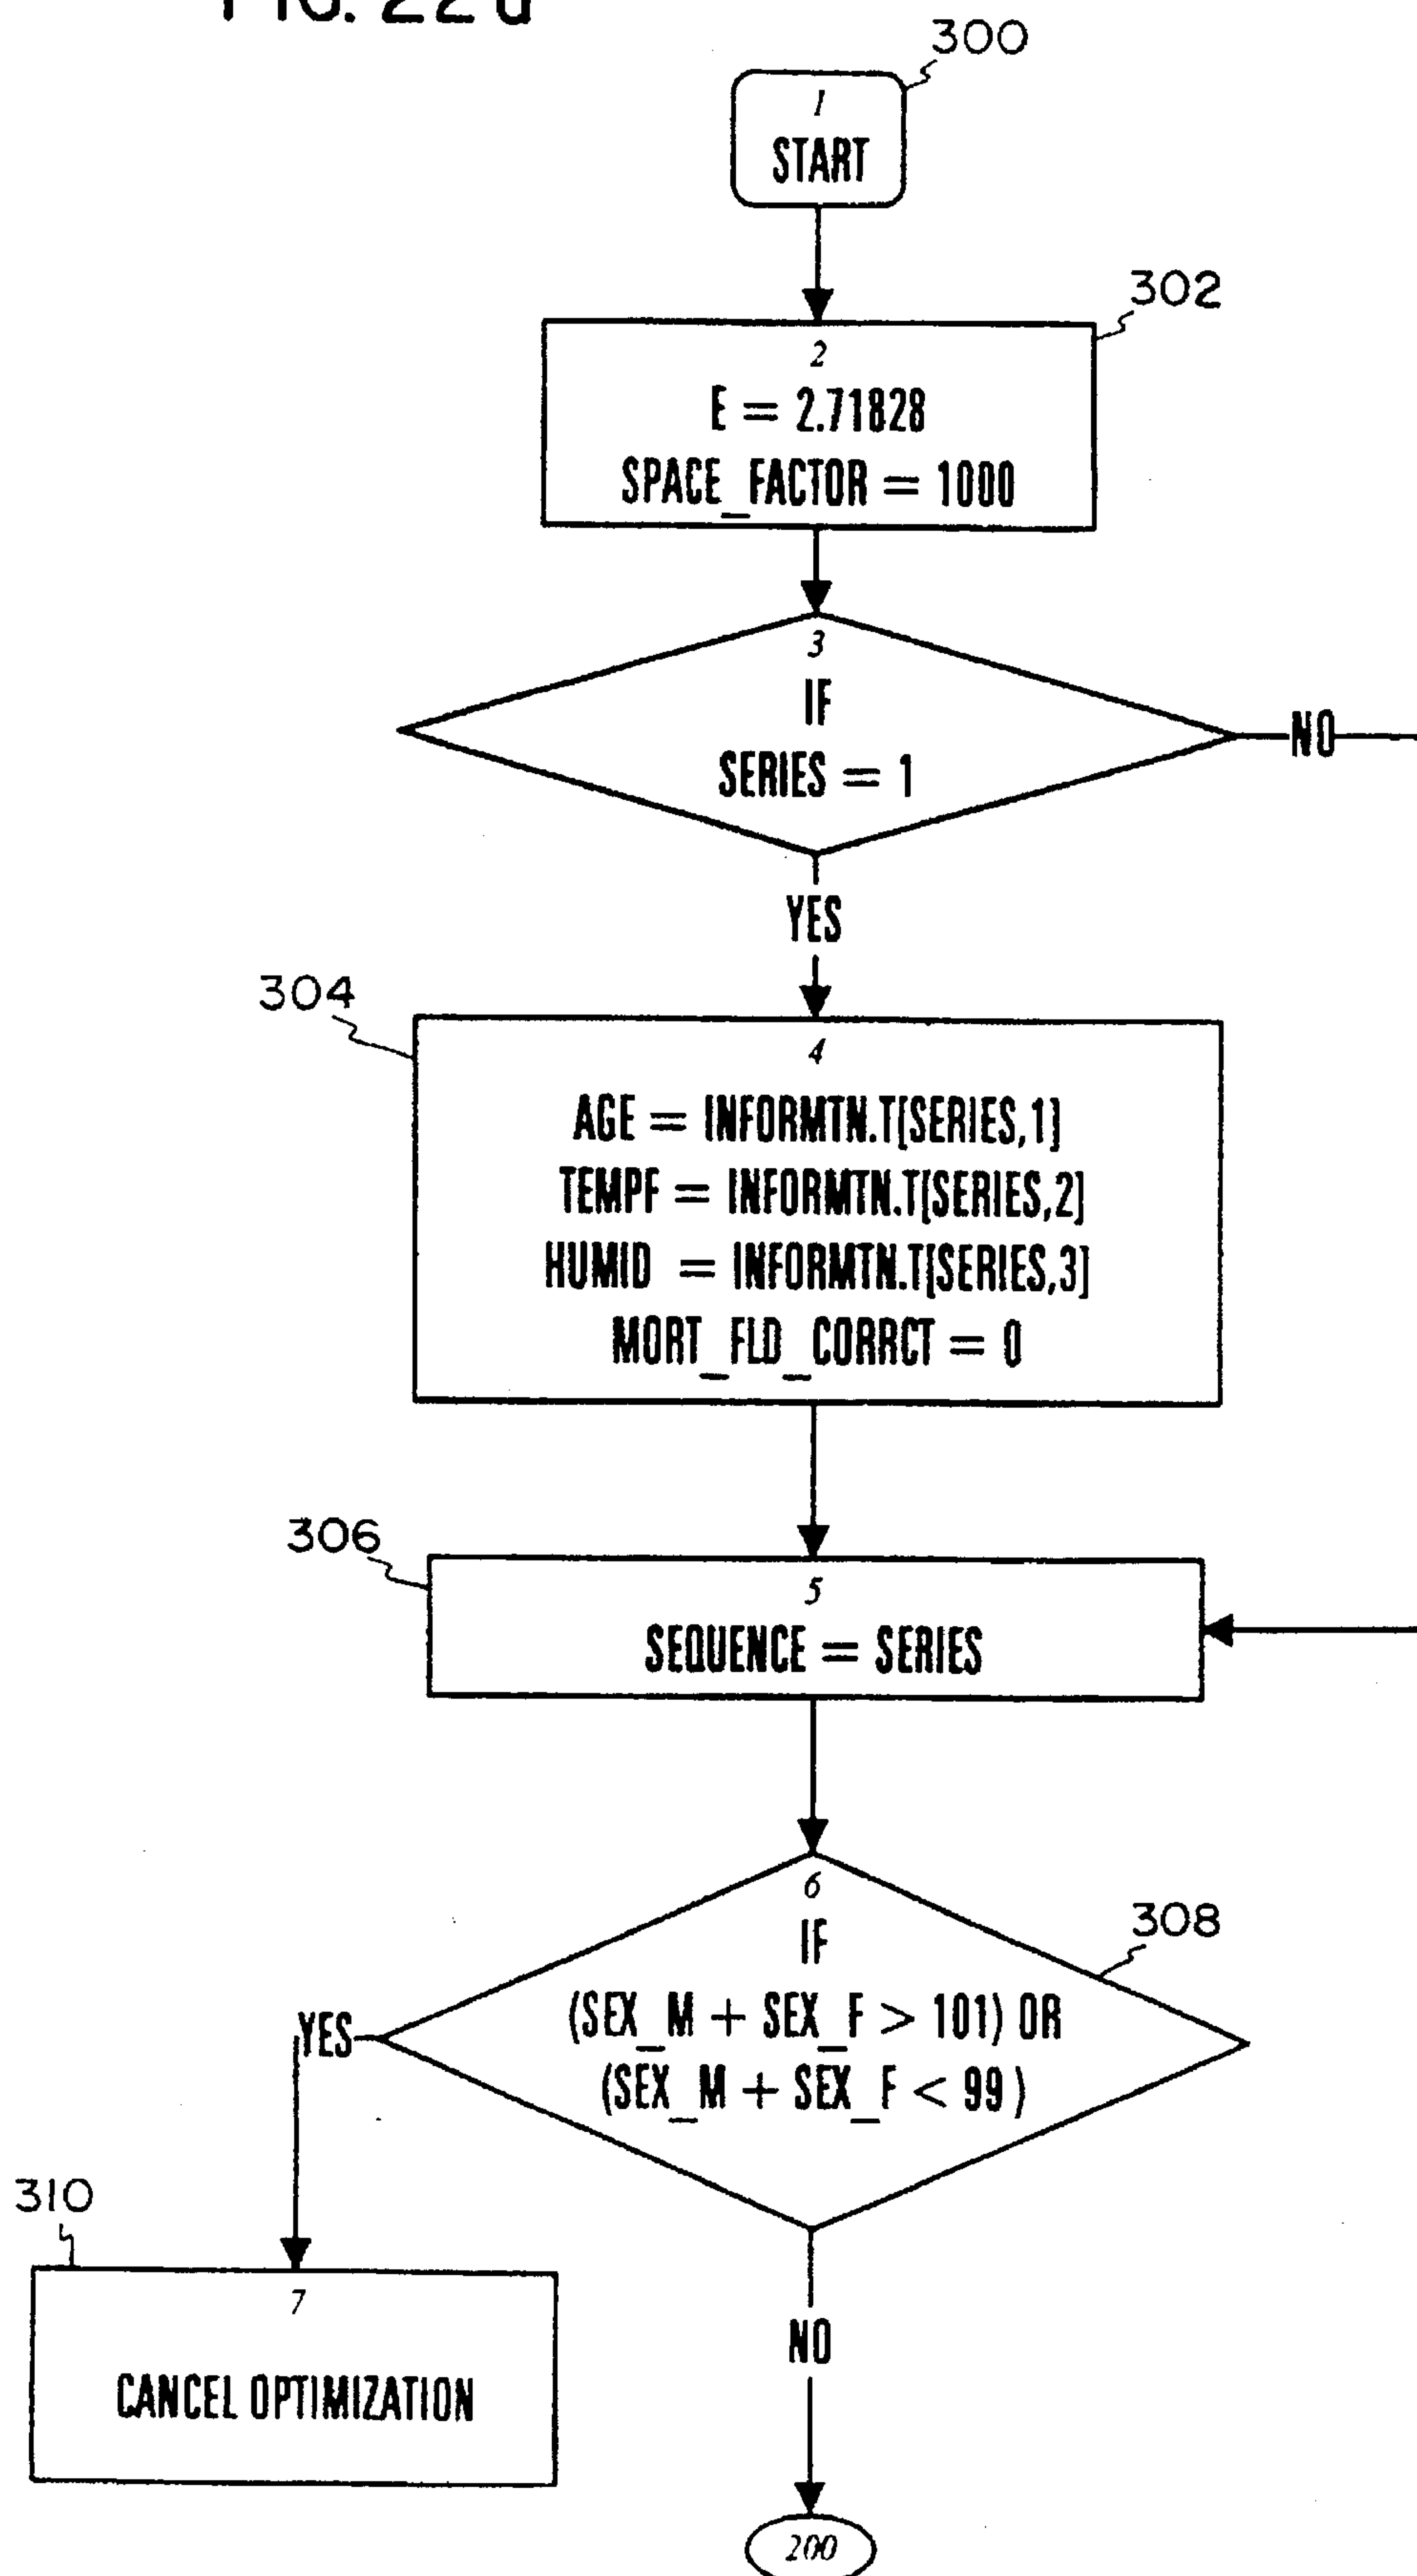 FIG. 22a
300
1
START
302
2
E = 2.71828
SPACE_FACTOR = 1000
3
IF
SERIES = 1
NO
YES
304
4
AGE = INFORMTN.T[SERIES,1]
TEMPF = INFORMTN.T[SERIES,2]
HUMID = INFORMTN.T[SERIES,3]
MORT_FLD_CORRCT = 0
306
5
SEQUENCE = SERIES
6
308
IF
(SEX_M + SEX_F > 101) OR
(SEX_M + SEX_F < 99)
YES
310
7
CANCEL OPTIMIZATION
NO
200